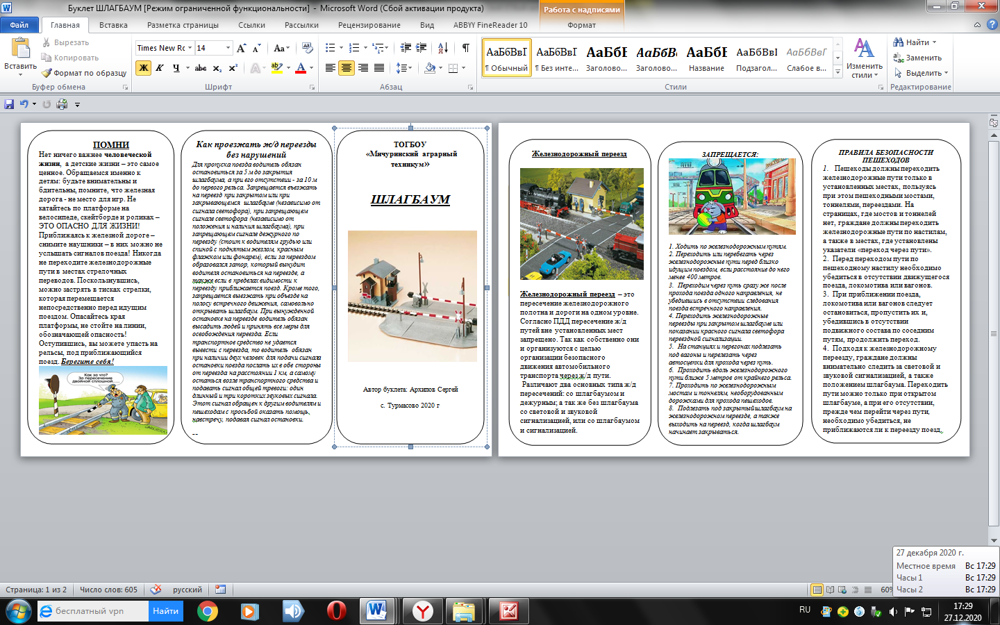 Буклет ШЛАГБАУМ [Режим ограниченной функциональности] - Microsoft Word (Сбой активации продукта)
Работа с надписями
Файл Главная Вставка Разметка страницы Ссылки Рассылки Рецензирование Вид ABBYY FineReader 10 Формат
Вставить
Вырезать
Копировать
Формат по образцу
Буфер обмена
Times New Rc 14
Ж К Ч abc x₂ x²
Шрифт
Абзац
АаБбВвГ АаБбВвГ АаБбВ АаБбВв АаБбВ АаБбВвГ АаБбВвГ
¶ Обычный ¶ Без инте... Заголово... Заголово... Название Подзагол... Слабое в...
Стили
Изменить стили
Найти
Заменить
Выделить
Редактирование
ПОМНИ
Нет ничего важнее человеческой
жизни, а детские жизни – это самое
ценное. Обращаемся именно к
детям: будьте внимательны и
бдительны, помните, что железная
дорога - не место для игр. Не
катайтесь по платформе на
велосипеде, скейтборде и роликах –
ЭТО ОПАСНО ДЛЯ ЖИЗНИ!
Приближаясь к железной дороге –
снимите наушники – в них можно не
услышать сигналов поезда! Никогда
не переходите железнодорожные
пути в местах стрелочных
переводов. Поскользнувшись,
можно застрять в тисках стрелки,
которая перемещается
непосредственно перед идущим
поездом. Опасайтесь края
платформы, не стойте на линии,
обозначающей опасность!
Оступившись, вы можете упасть на
рельсы, под приближающийся
поезд. Берегите себя!
Как за что?
За пересечение
двойной сплошной.....
Как проезжать ж/д переезды
без нарушений
Для пропуска поезда водитель обязан
остановиться за 5 м до закрытия
шлагбаума, а при его отсутствии - за 10 м
до первого рельса. Запрещается въезжать
на переезд при закрытом или при
закрывающемся шлагбауме (независимо от
сигнала светофора), при запрещающем
сигнале светофора (независимо от
положения и наличия шлагбаума), при
запрещающем сигнале дежурного по
переезду (стоит к водителям грудью или
спиной с поднятым жезлом, красным
флажком или фонарем), если за переездом
образовался затор, который вынудит
водителя остановиться на переезде, а
также если в пределах видимости к
переезду приближается поезд. Кроме того,
запрещается выезжать при объезде на
полосу встречного движения, самовольно
открывать шлагбаум. При вынужденной
остановке на переезде водитель обязан
высадить людей и принять все меры для
освобождения переезда. Если
транспортное средство не удается
вывести с переезда, то водитель обязан
при наличии двух человек для подачи сигнала
остановки поезда послать их в обе стороны
от переезда на расстоянии 1 км, а самому
остаться возле транспортного средства и
подавать сигнал общей тревоги: один
длинный и три коротких звуковых сигнала.
Этот сигнал обращен к другим водителям и
пешеходам с просьбой оказать помощь,
навстречу, подавая сигнал остановки.
--
ТОГБОУ
«Мичуринский аграрный
техникум»
ШЛАГБАУМ
Автор буклета: Архипов Сергей
с. Турмасово 2020 г
Железнодорожный переезд
Железнодорожный переезд – это
пересечение железнодорожного
полотна и дороги на одном уровне.
Согласно ПДД пересечение ж/д
путей вне установленных мест
запрещено. Так как собственно они
и организуются с целью
организации безопасного
движения автомобильного
транспорта через ж/д пути.
Различают два основных типа ж/д
пересечений: со шлагбаумом и
дежурным; а так же без шлагбаума
со световой и звуковой
сигнализацией, или со шлагбаумом
и сигнализацией.
ЗАПРЕЩАЕТСЯ:
1. Ходить по железнодорожным путям.
2. Переходить или перебегать через
железнодорожные пути перед близко
идущим поездом, если расстояние до него
менее 400 метров.
3. Переходим через путь сразу же после
прохода поезда одного направления, не
убедившись в отсутствии следования
поезда встречного направления.
4. Переходить железнодорожные
переезды при закрытом шлагбауме или
показании красного сигнала светофора
переездной сигнализации.
5. На станциях и перегонах подлезать
под вагоны и перелезать через
автосцепки для прохода через путь.
6. Проходить вдоль железнодорожного
пути ближе 5 метров от крайнего рельса.
7. Проходить по железнодорожным
мостам и тоннелям, необорудованным
дорожками для прохода пешеходов.
8. Подлезать под закрытый шлагбаум на
железнодорожном переезде, а также
выходить на переезд, когда шлагбаум
начинает закрываться.
ПРАВИЛА БЕЗОПАСНОСТИ
ПЕШЕХОДОВ
1. Пешеходы должны переходить
железнодорожные пути только в
установленных местах, пользуясь
при этом пешеходными мостами,
тоннелями, переездами. На
страницах, где мостов и тоннелей
нет, граждане должны переходить
железнодорожные пути по настилам,
а также в местах, где установлены
указатели «переход через пути».
2. Перед переходом пути по
пешеходному настилу необходимо
убедиться в отсутствии движущегося
поезда, локомотива или вагонов.
3. При приближении поезда,
локомотива или вагонов следует
остановиться, пропустить их и,
убедившись в отсутствии
подвижного состава по соседним
путям, продолжить переход.
4. Подходя к железнодорожному
переезду, граждане должны
внимательно следить за световой и
звуковой сигнализацией, а также
положением шлагбаума. Переходить
пути можно только при открытом
шлагбауме, а при его отсутствии,
прежде чем перейти через пути,
необходимо убедиться, не
приближаются ли к переезду поезд,
27 декабря 2020 г.
Местное время Вс 17:29
Часы 1 Вс 17:29
Часы 2 Вс 17:29
Страница: 1 из 2 Число слов: 605 русский 60%
бесплатный vpn Найти
RU
17:29
27.12.2020